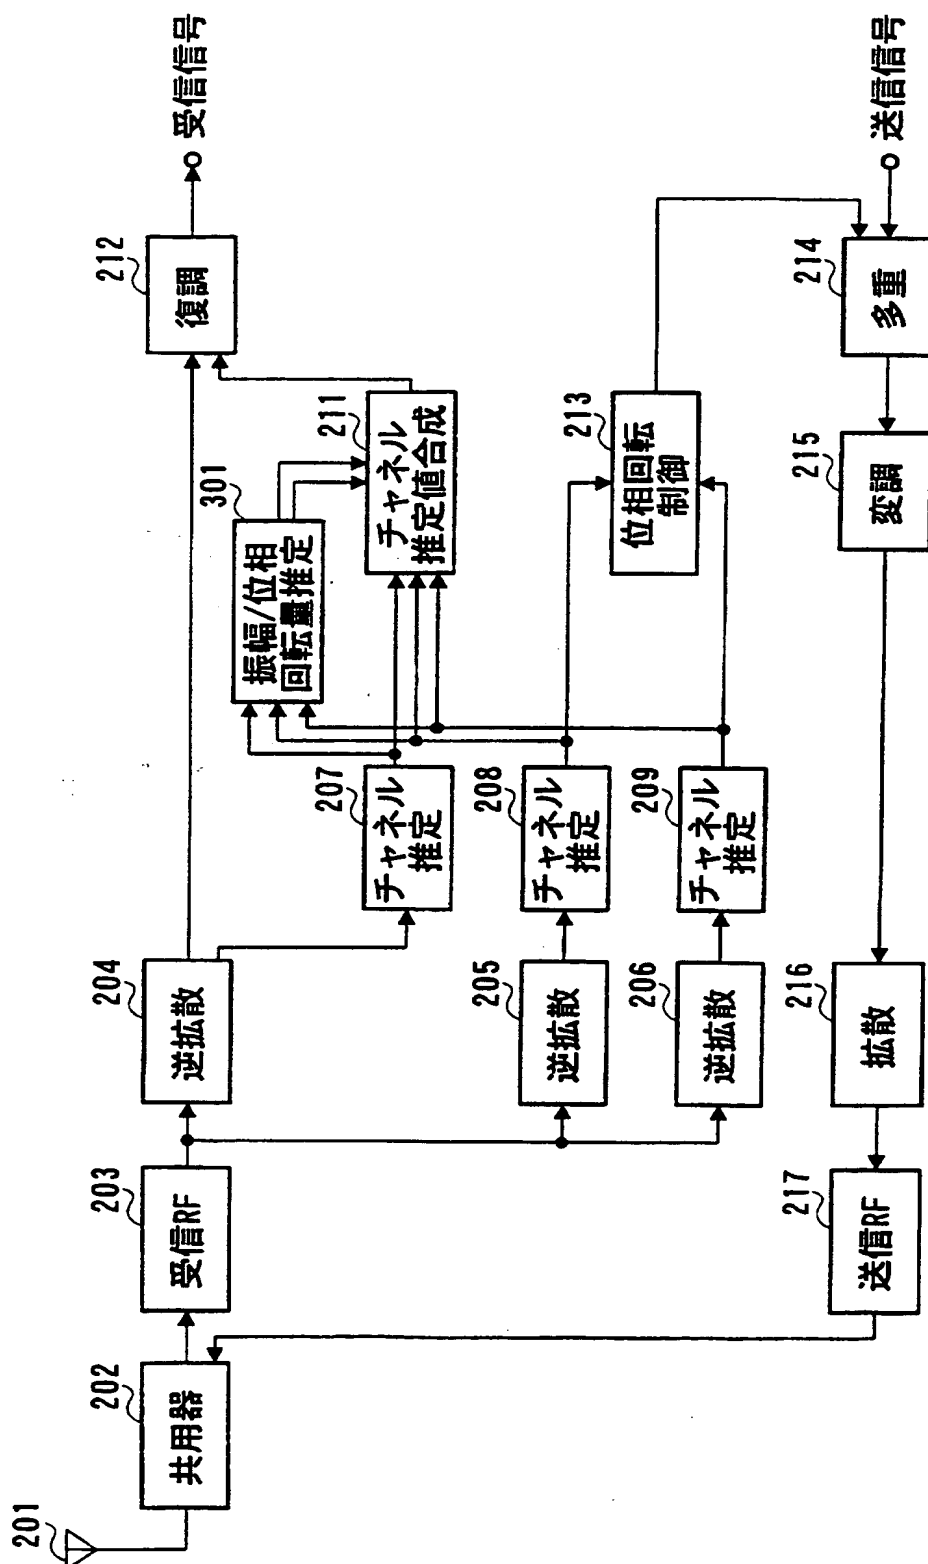 201
202
共用器
203
受信RF
204
逆拡散
205
逆拡散
206
逆拡散
207
チャネル
推定
208
チャネル
推定
209
チャネル
推定
301
振幅/位相
回転量推定
211
チャネル
推定値合成
212
復調
受信信号
213
位相回転
制御
送信信号
214
多重
215
変調
216
拡散
217
送信RF